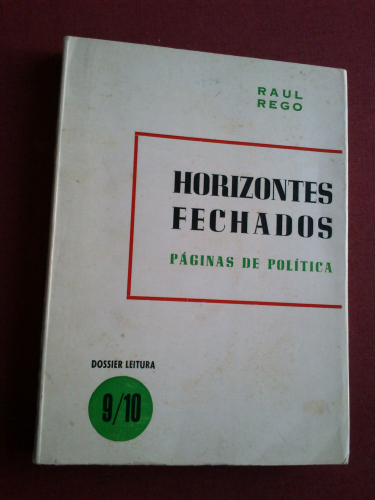 RAUL
REGO
HORIZONTES
FECHADOS
PÁGINAS DE POLÍTICA
DOSSIER LEITURA
9/10